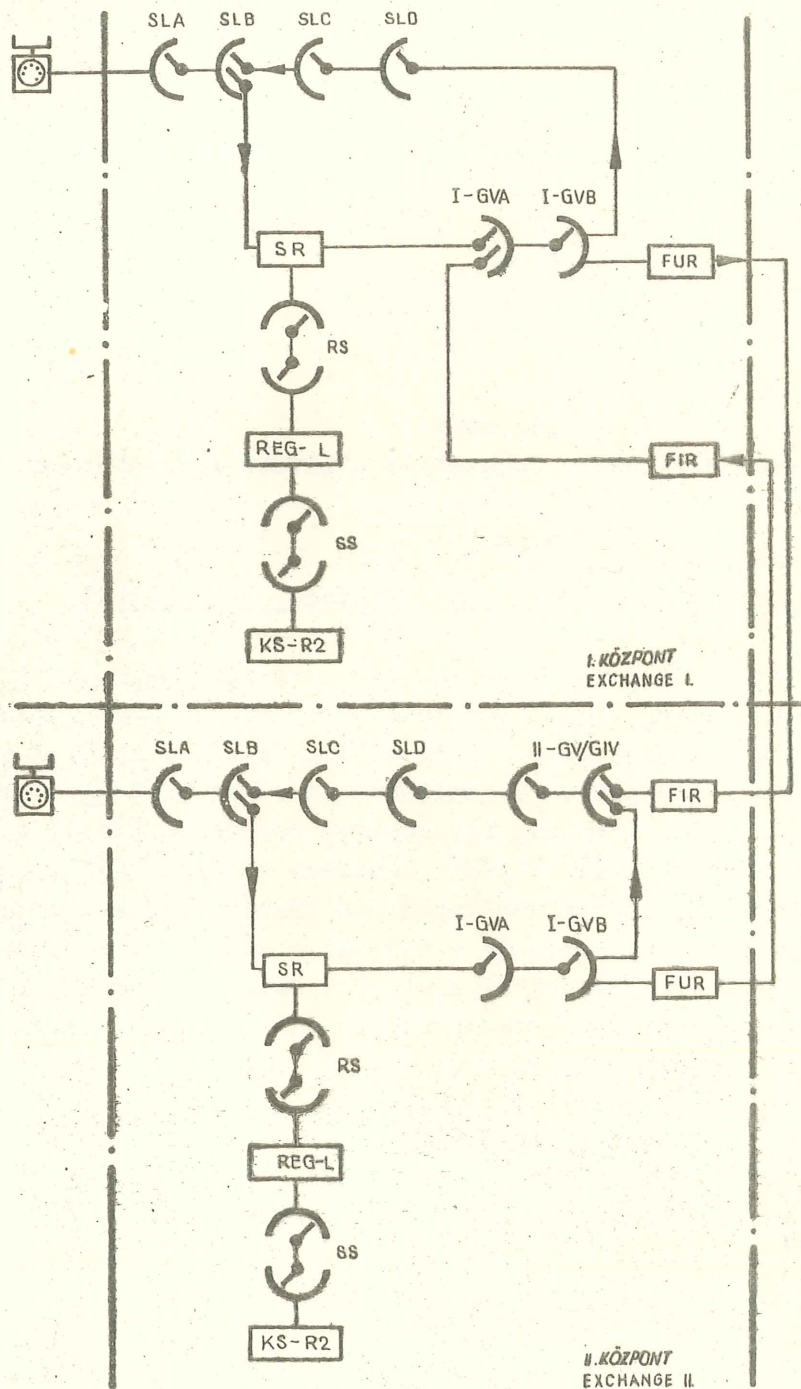 SLA SLB SLC SLD
I-GVA I-GVB
SR
FUR
RS
REG-L
FIR
SS
KS-R2
I. KÖZPONT
EXCHANGE I.
SLA SLB SLC SLD II-GV/GIV
FIR
I-GVA I-GVB
SR
FUR
RS
REG-L
SS
KS-R2
II. KÖZPONT
EXCHANGE II.